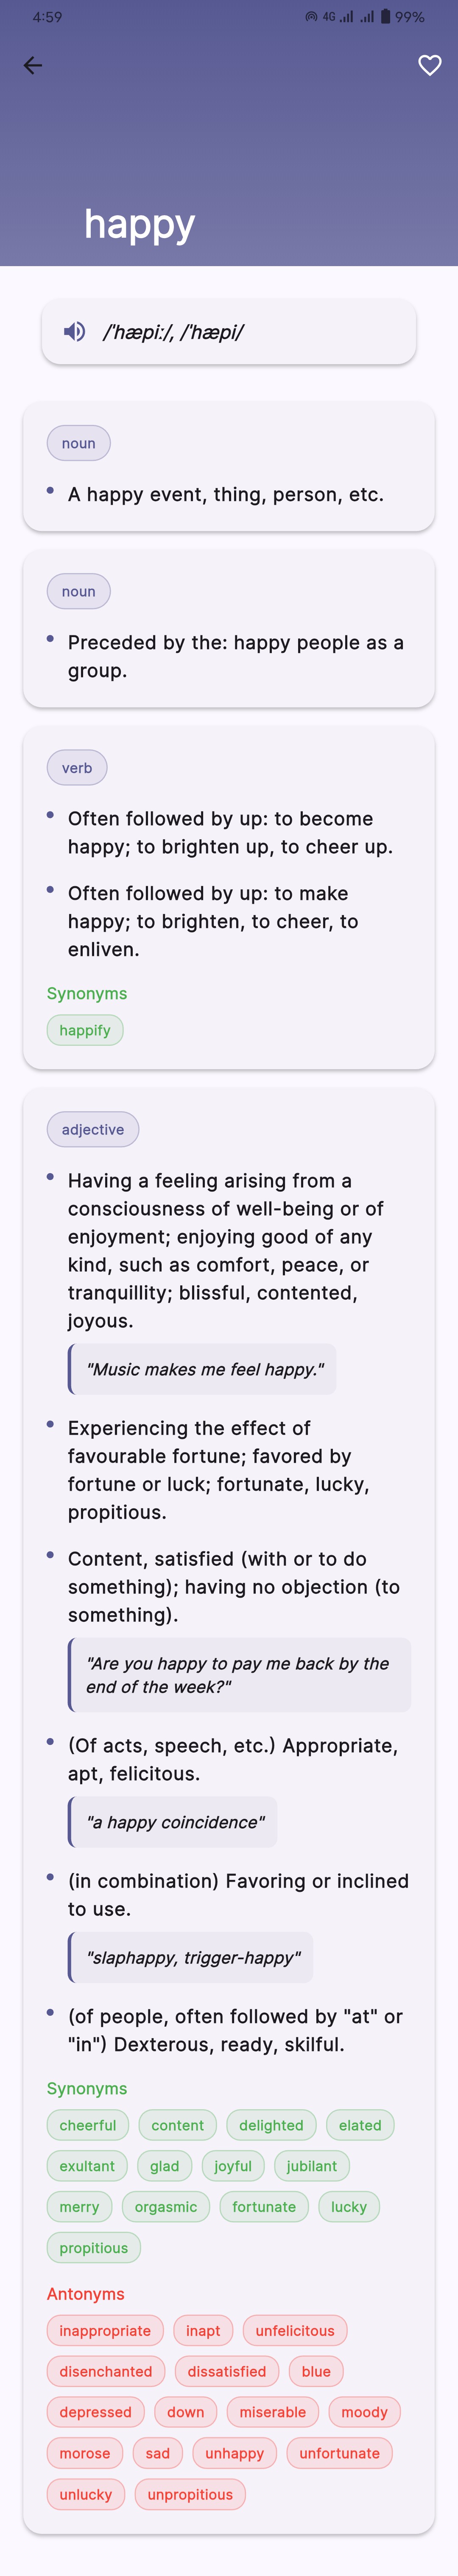 4:59
4G 99%
happy
/ˈhæpiː/, /ˈhæpi/
noun
A happy event, thing, person, etc.
noun
Preceded by the: happy people as a
group.
verb
Often followed by up: to become
happy; to brighten up, to cheer up.
Often followed by up: to make
happy; to brighten, to cheer, to
enliven.
Synonyms
happify
adjective
Having a feeling arising from a
consciousness of well-being or of
enjoyment; enjoying good of any
kind, such as comfort, peace, or
tranquillity; blissful, contented,
joyous.
"Music makes me feel happy."
Experiencing the effect of
favourable fortune; favored by
fortune or luck; fortunate, lucky,
propitious.
Content, satisfied (with or to do
something); having no objection (to
something).
"Are you happy to pay me back by the
end of the week?"
(Of acts, speech, etc.) Appropriate,
apt, felicitous.
"a happy coincidence"
(in combination) Favoring or inclined
to use.
"slaphappy, trigger-happy"
(of people, often followed by "at" or
"in") Dexterous, ready, skilful.
Synonyms
cheerful content delighted elated
exultant glad joyful jubilant
merry orgasmic fortunate lucky
propitious
Antonyms
inappropriate inapt unfelicitous
disenchanted dissatisfied blue
depressed down miserable moody
morose sad unhappy unfortunate
unlucky unpropitious